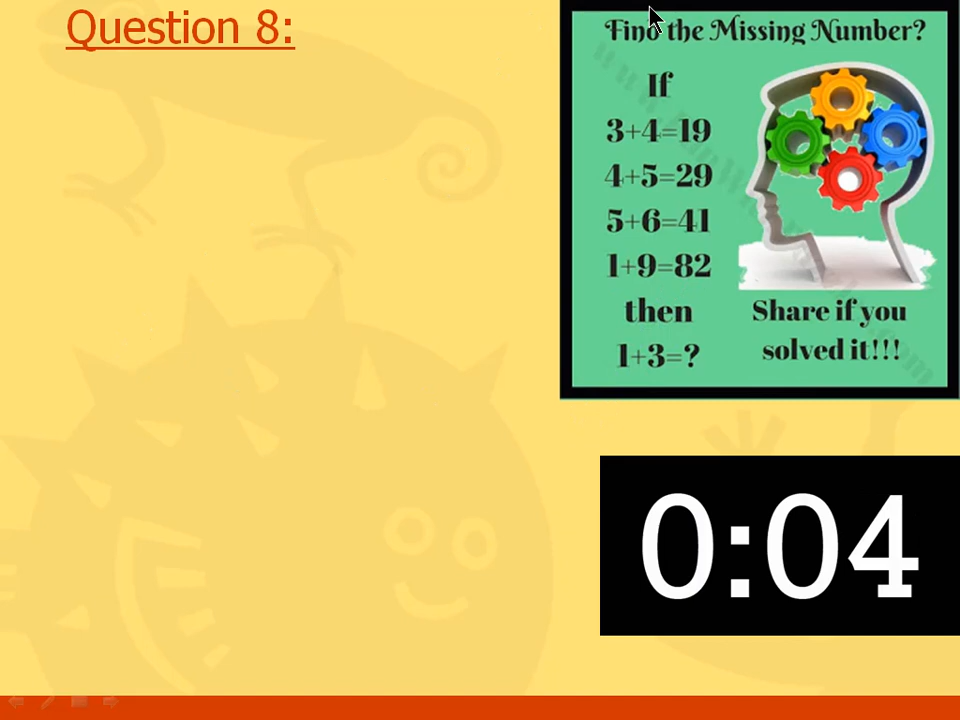 Question 8:
Find the Missing Number?
If
3+4=19
4+5=29
5+6=41
1+9=82
then
1+3=?
Share if you
solved it!!!
0:04